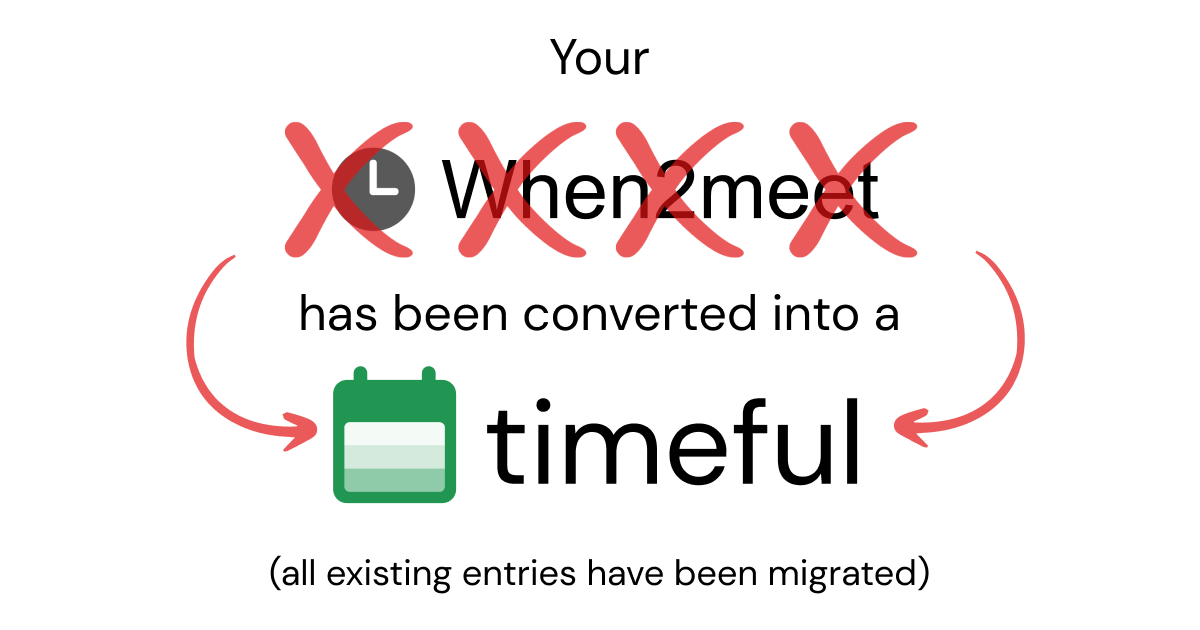 Your
When2meet
has been converted into a
timeful
(all existing entries have been migrated)